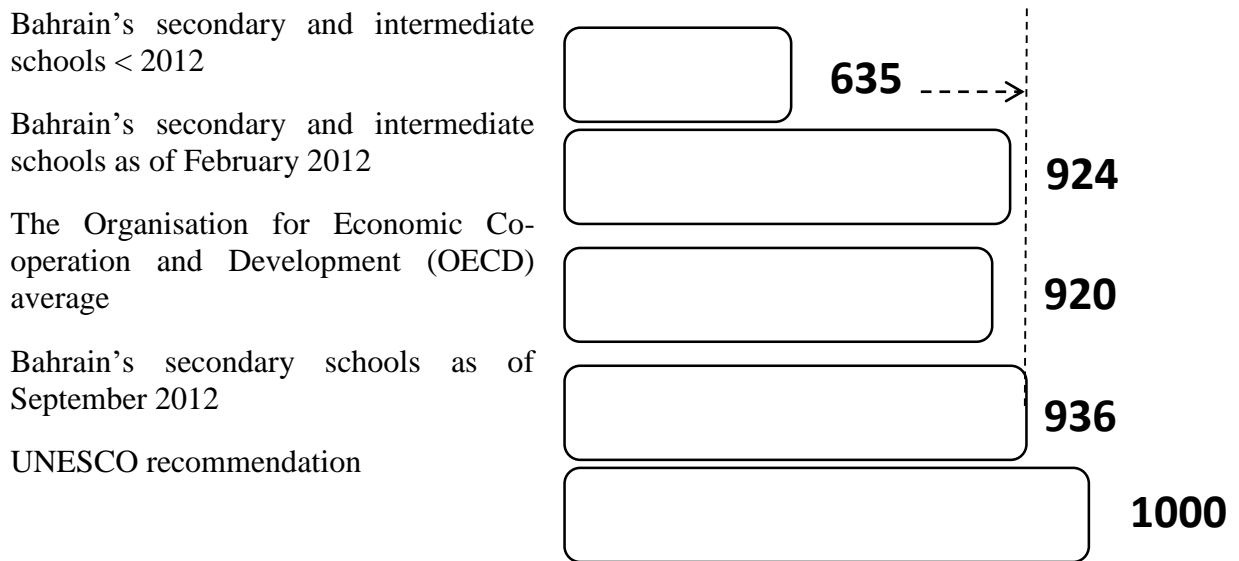 Bahrain’s secondary and intermediate
schools < 2012
635
Bahrain’s secondary and intermediate
schools as of February 2012
924
The Organisation for Economic Co-
operation and Development (OECD)
average
920
Bahrain’s secondary schools as of
September 2012
936
UNESCO recommendation
1000